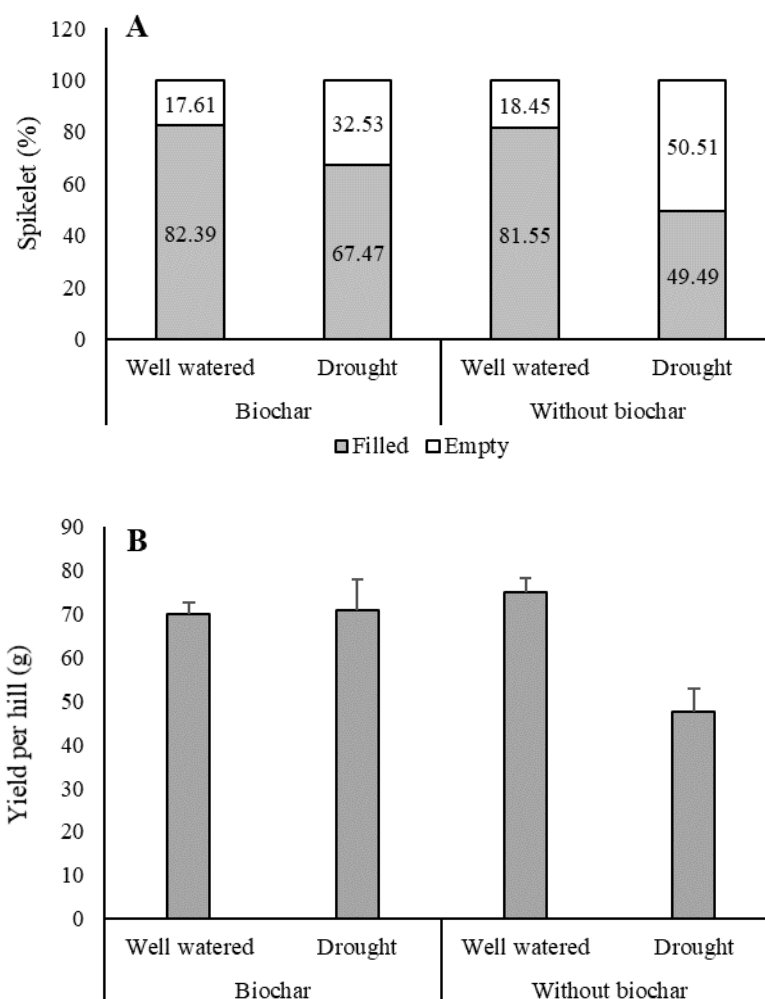 A
120
100
80
60
40
20
0
Spikelet (%)
17.61 32.53 18.45 50.51
82.39 67.47 81.55 49.49
Well watered Drought Well watered Drought
Biochar Without biochar
Filled Empty
B
90
80
70
60
50
40
30
20
10
0
Yield per hill (g)
Well watered Drought Well watered Drought
Biochar Without biochar